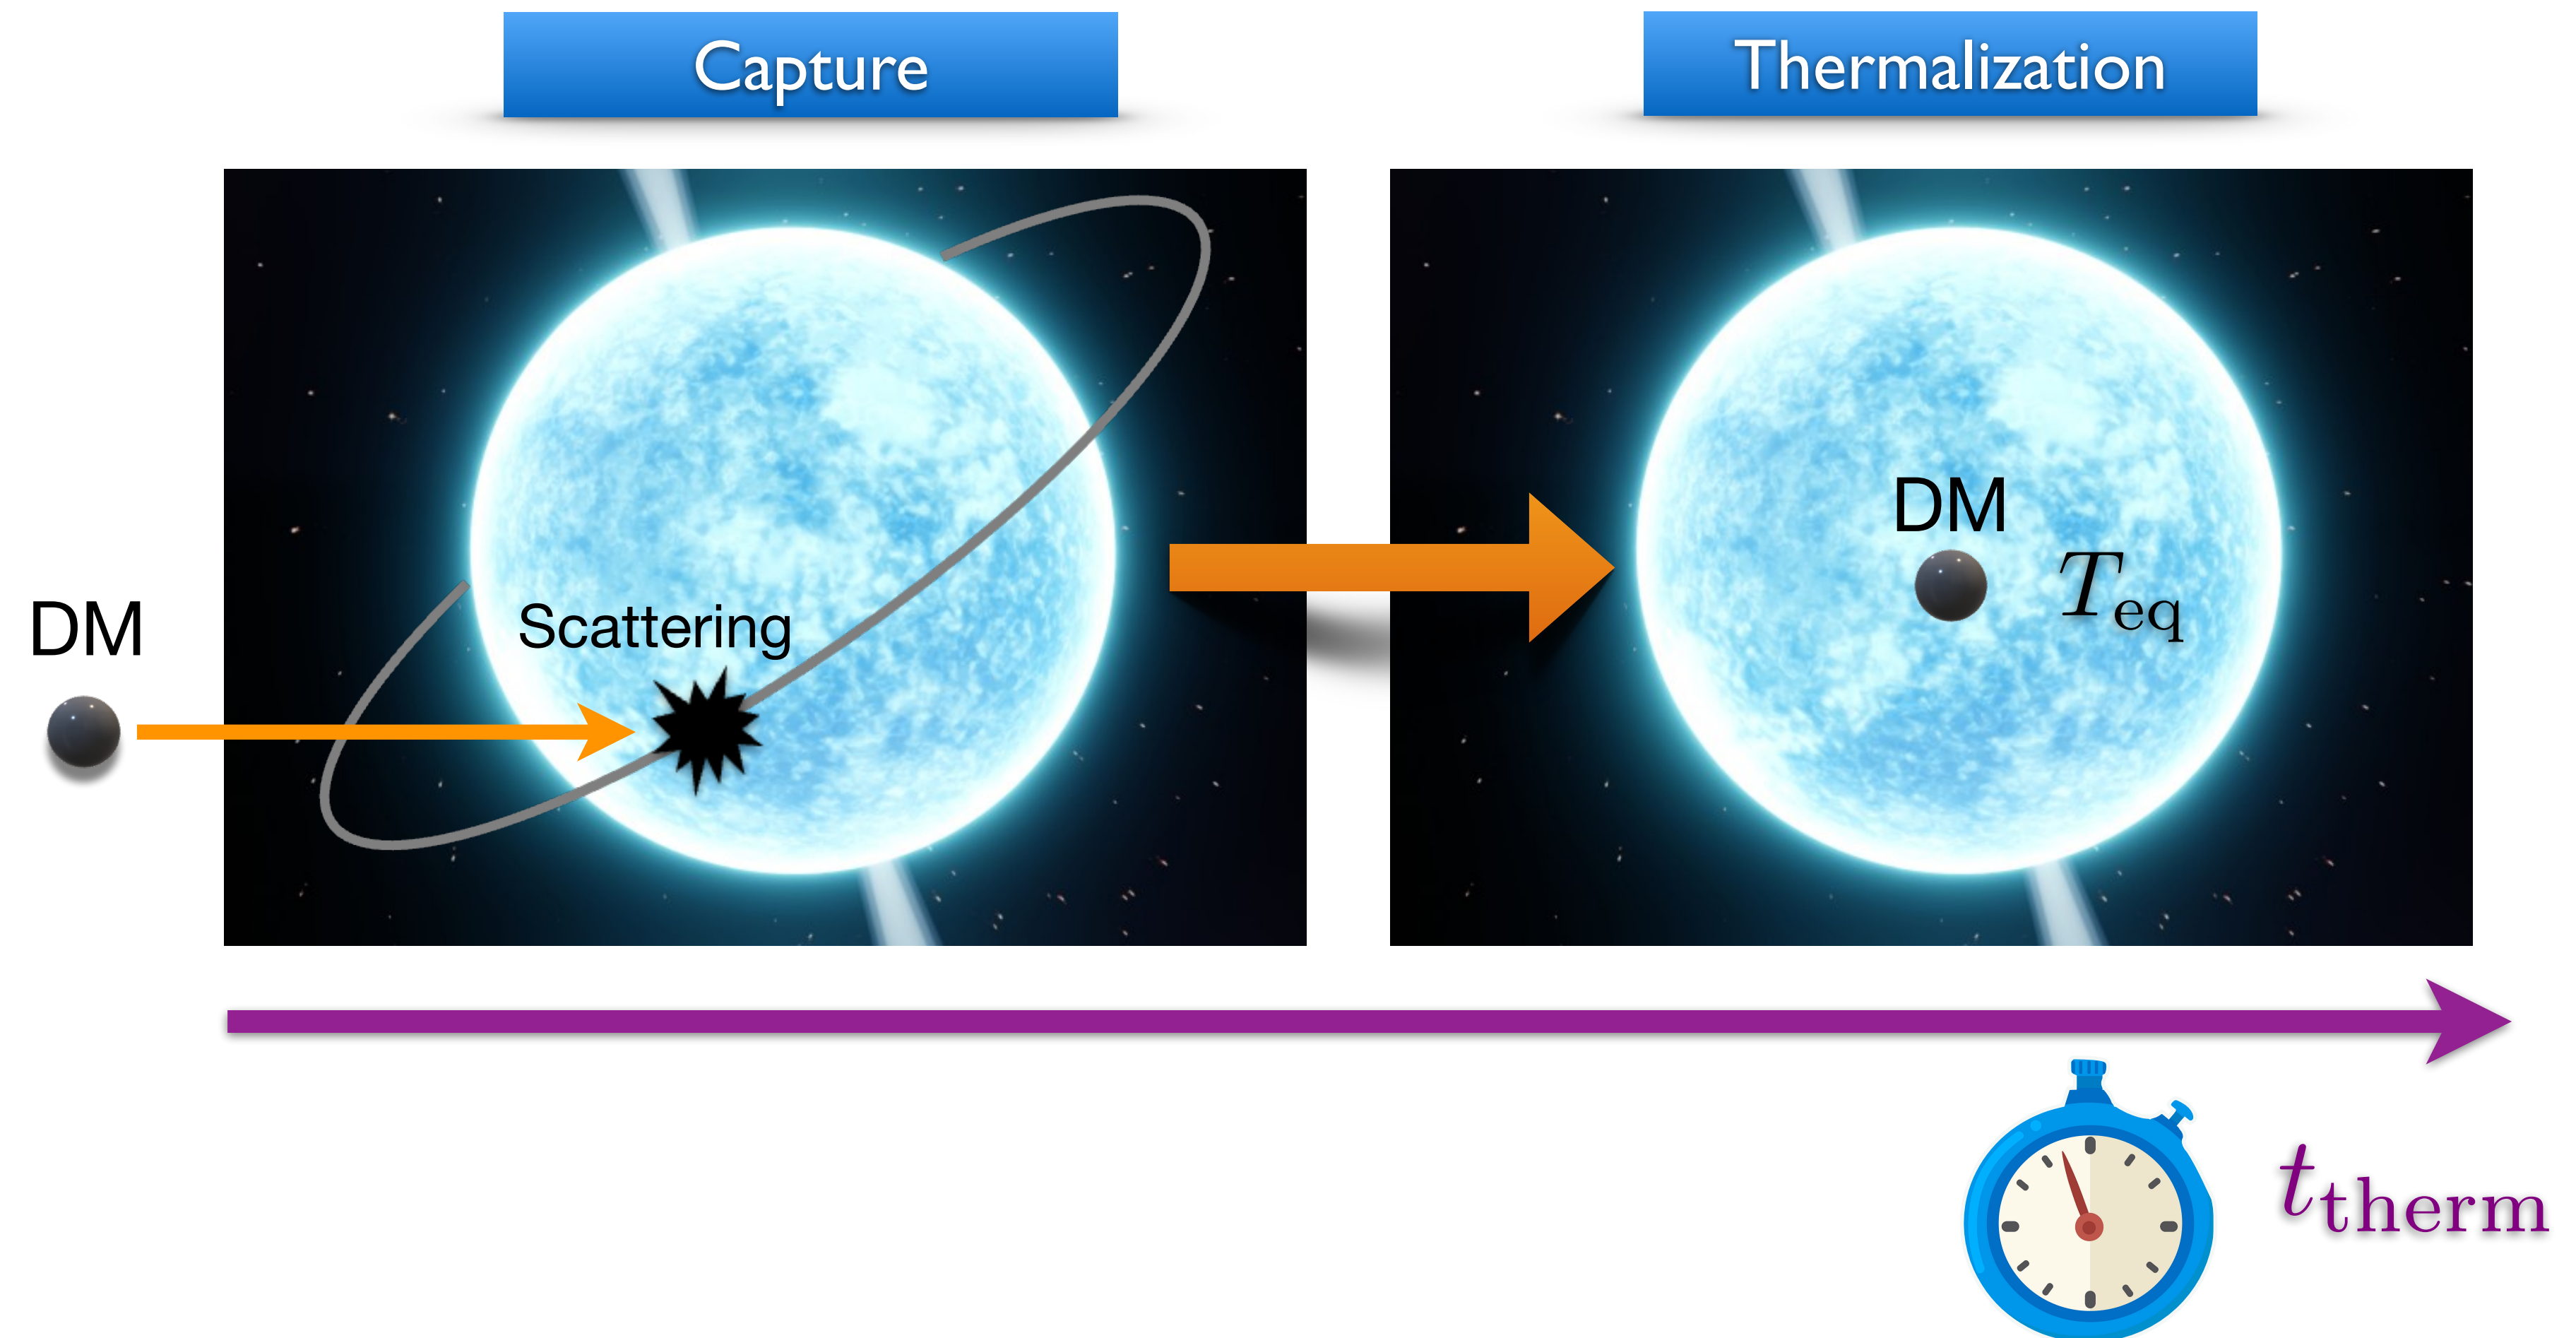 Capture
Thermalization
DM
Scattering
DM
T_eq
t_therm